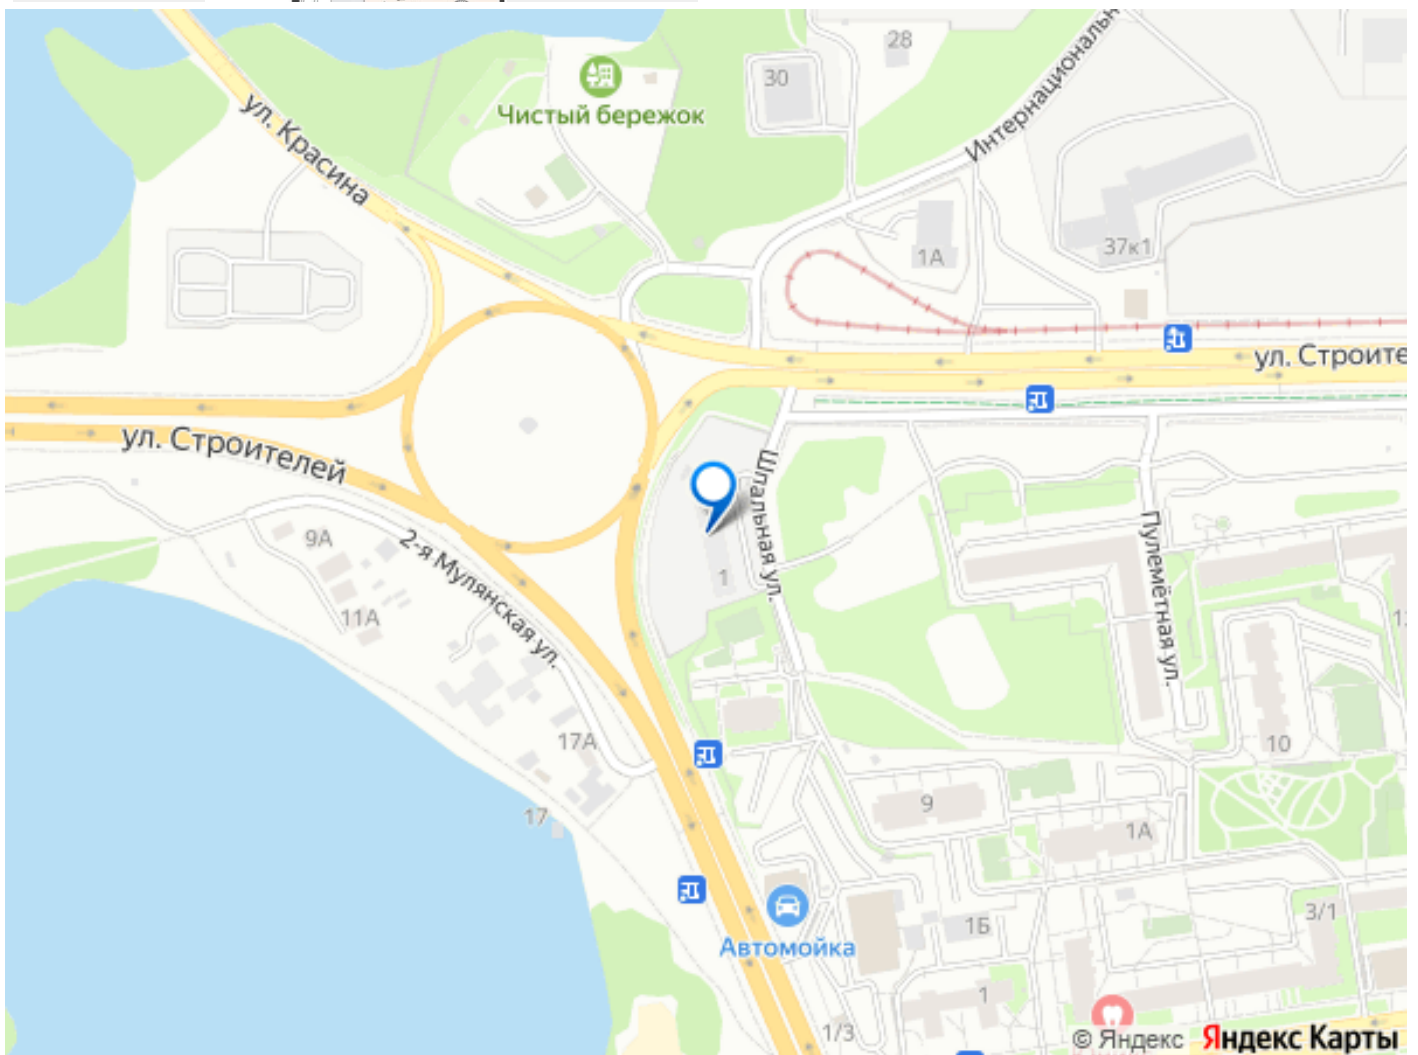 28
30
Чистый бережок
ул. Красина
Интернациональн
1А
37к1
ул. Строите
ул. Строителей
Шпальная ул.
Пулемётная ул.
9А
2-я Мулянская ул.
11А
1
17А
10
17
9
1А
3/1
1Б
Автомойка
1
1/3
© Яндекс Яндекс Карты